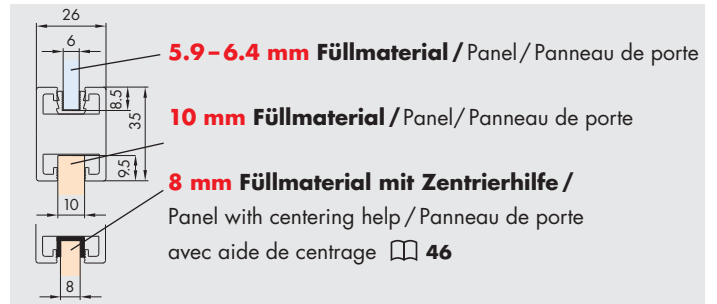 26
6
5.9–6.4 mm Füllmaterial / Panel / Panneau de porte
8.5
35
10 mm Füllmaterial / Panel / Panneau de porte
9.5
8 mm Füllmaterial mit Zentrierhilfe /
10
Panel with centering help / Panneau de porte
avec aide de centrage 46
8